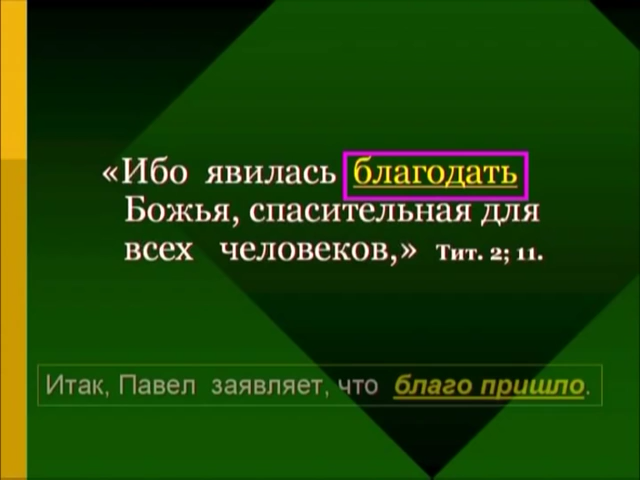 «Ибо явилась благодать
Божья, спасительная для
всех человеков,» Тит. 2; 11.
Итак, Павел заявляет, что благо пришло.